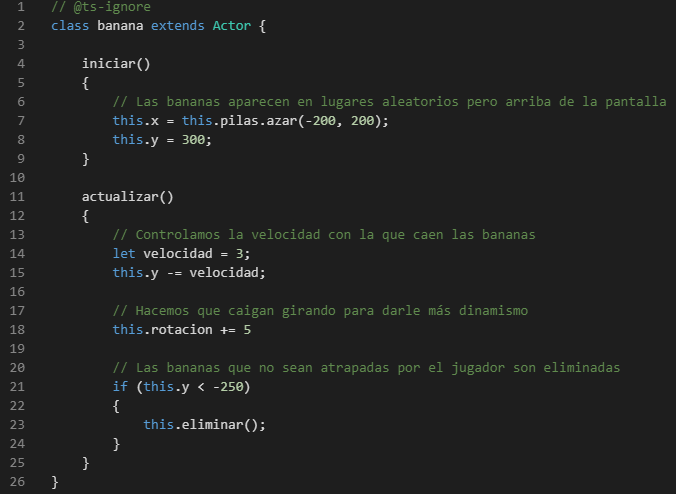 1 // @ts-ignore
2 class banana extends Actor {
3
4     iniciar()
5     {
6         // Las bananas aparecen en lugares aleatorios pero arriba de la pantalla
7         this.x = this.pilas.azar(-200, 200);
8         this.y = 300;
9     }
10
11     actualizar()
12     {
13         // Controlamos la velocidad con la que caen las bananas
14         let velocidad = 3;
15         this.y -= velocidad;
16
17         // Hacemos que caigan girando para darle más dinamismo
18         this.rotacion += 5
19
20         // Las bananas que no sean atrapadas por el jugador son eliminadas
21         if (this.y < -250)
22         {
23             this.eliminar();
24         }
25     }
26 }